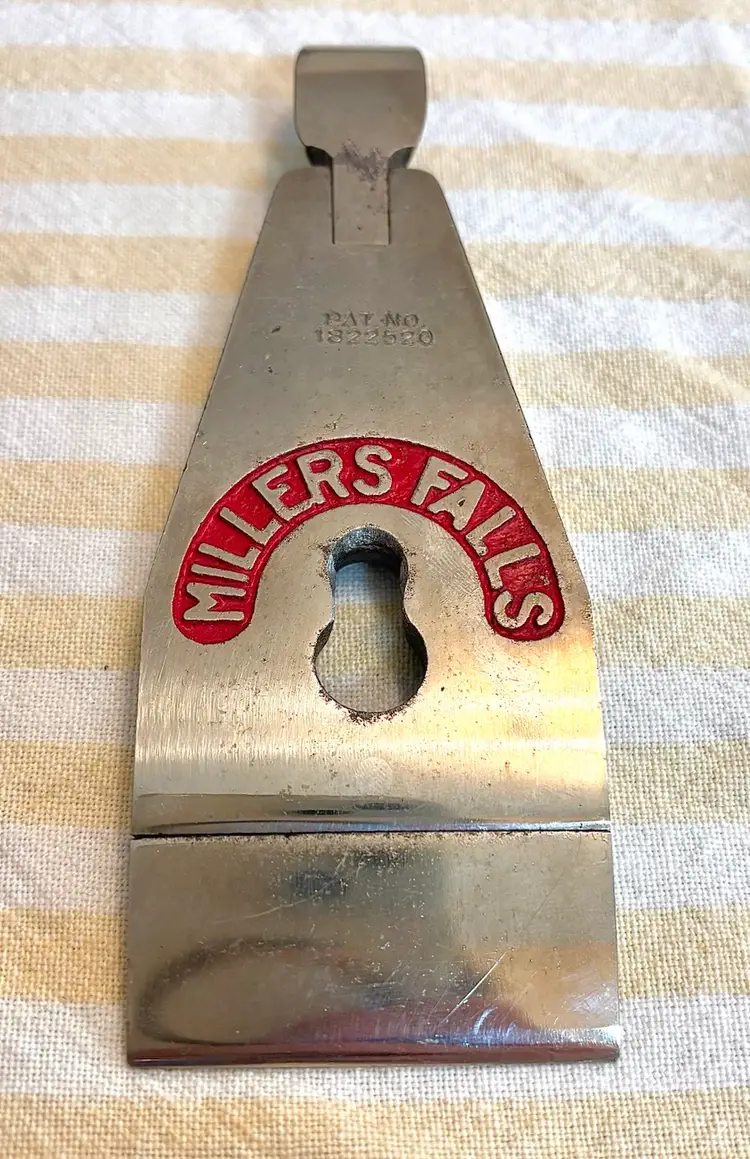 PAT. NO.
1822520
MILLERS FALLS